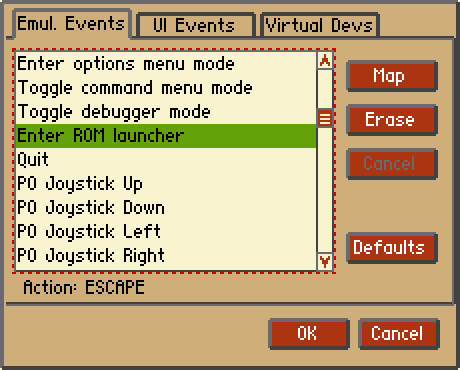 Emul. Events
UI Events
Virtual Devs
Enter options menu mode
Toggle command menu mode
Toggle debugger mode
Enter ROM launcher
Quit
P0 Joystick Up
P0 Joystick Down
P0 Joystick Left
P0 Joystick Right
Map
Erase
Cancel
Defaults
Action: ESCAPE
OK
Cancel